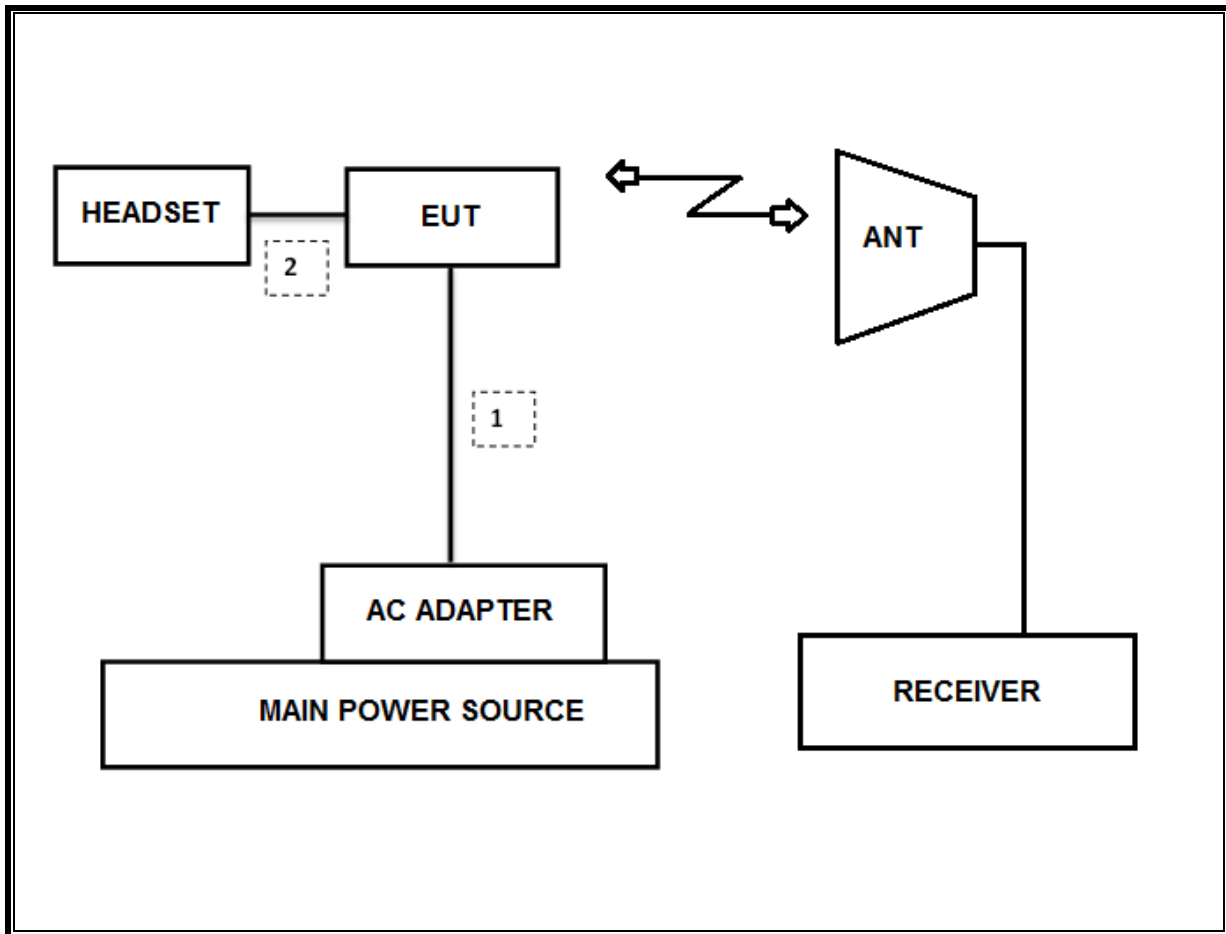 HEADSET
EUT
ANT
2
1
AC ADAPTER
MAIN POWER SOURCE
RECEIVER